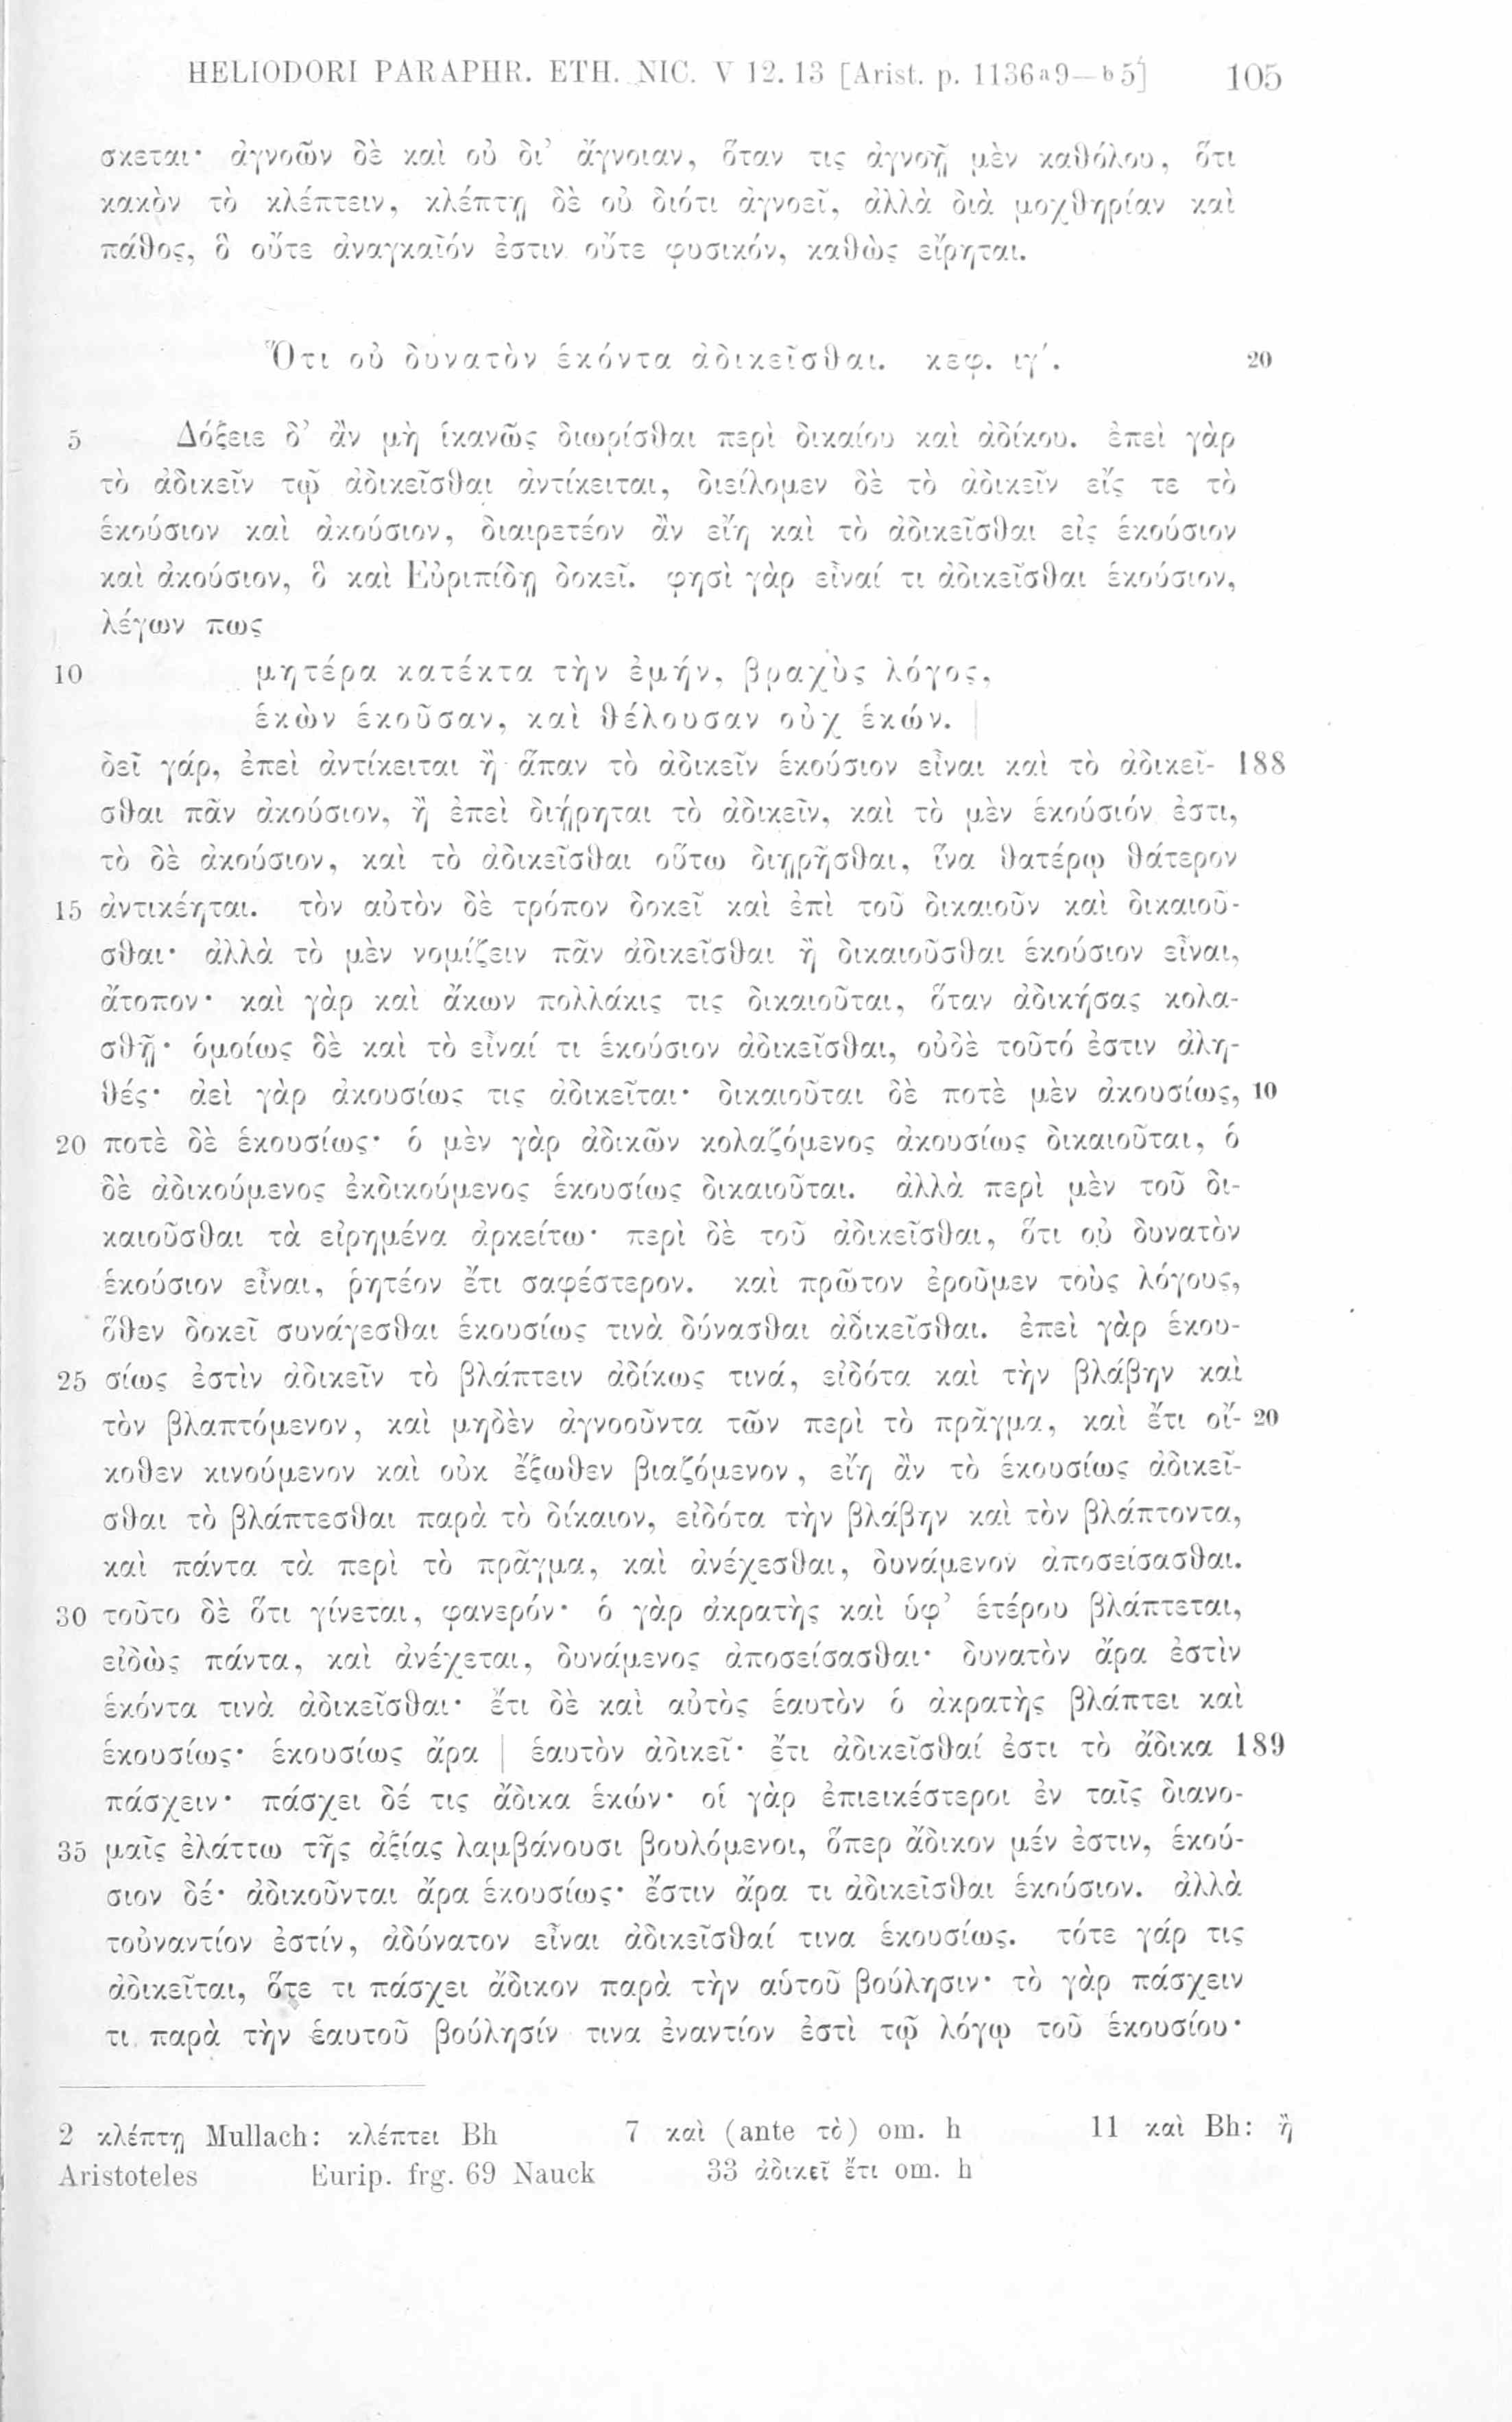 HELIODORI PARAPHR. ETH. NIC. V 12. 13 [Arist. p. 1136ᵃ9—ᵇ5] 105
σκεται· ἀγνοῶν δὲ καὶ οὐ δι’ ἄγνοιαν, ὅταν τις ἀγνοῇ μὲν καθόλου, ὅτι
κακὸν τὸ κλέπτειν, κλέπτῃ δὲ οὐ διότι ἀγνοεῖ, ἀλλὰ διὰ μοχθηρίαν καὶ
πάθος, ὃ οὔτε ἀναγκαῖόν ἐστιν οὔτε φυσικόν, καθὼς εἴρηται.
Ὅτι οὐ δυνατὸν ἑκόντα ἀδικεῖσθαι. κεφ. ιγ΄. 20
5 Δόξειε δ’ ἂν μὴ ἱκανῶς διωρίσθαι περὶ δικαίου καὶ ἀδίκου. ἐπεὶ γὰρ
τὸ ἀδικεῖν τῷ ἀδικεῖσθαι ἀντίκειται, διείλομεν δὲ τὸ ἀδικεῖν εἴς τε τὸ
ἑκούσιον καὶ ἀκούσιον, διαιρετέον ἂν εἴη καὶ τὸ ἀδικεῖσθαι εἰς ἑκούσιον
καὶ ἀκούσιον, ὃ καὶ Εὐριπίδῃ δοκεῖ. φησὶ γὰρ εἶναί τι ἀδικεῖσθαι ἑκούσιον,
λέγων πως
10 μητέρα κατέκτα τὴν ἐμήν, βραχὺς λόγος,
ἑκὼν ἑκοῦσαν, καὶ θέλουσαν οὐχ ἑκών. |
δεῖ γάρ, ἐπεὶ ἀντίκειται ἢ ἅπαν τὸ ἀδικεῖν ἑκούσιον εἶναι καὶ τὸ ἀδικεῖ- 188
σθαι πᾶν ἀκούσιον, ἢ ἐπεὶ διῄρηται τὸ ἀδικεῖν, καὶ τὸ μὲν ἑκούσιόν ἐστι,
τὸ δὲ ἀκούσιον, καὶ τὸ ἀδικεῖσθαι οὕτω διῃρῆσθαι, ἵνα θατέρῳ θάτερον
15 ἀντικέηται. τὸν αὐτὸν δὲ τρόπον δοκεῖ καὶ ἐπὶ τοῦ δικαιοῦν καὶ δικαιοῦ-
σθαι· ἀλλὰ τὸ μὲν νομίζειν πᾶν ἀδικεῖσθαι ἢ δικαιοῦσθαι ἑκούσιον εἶναι,
ἄτοπον· καὶ γὰρ καὶ ἄκων πολλάκις τις δικαιοῦται, ὅταν ἀδικήσας κολα-
σθῇ· ὁμοίως δὲ καὶ τὸ εἶναί τι ἑκούσιον ἀδικεῖσθαι, οὐδὲ τοῦτό ἐστιν ἀλη-
θές· ἀεὶ γὰρ ἀκουσίως τις ἀδικεῖται· δικαιοῦται δὲ ποτὲ μὲν ἀκουσίως, 10
20 ποτὲ δὲ ἑκουσίως· ὁ μὲν γὰρ ἀδικῶν κολαζόμενος ἀκουσίως δικαιοῦται, ὁ
δὲ ἀδικούμενος ἐκδικούμενος ἑκουσίως δικαιοῦται. ἀλλὰ περὶ μὲν τοῦ δι-
καιοῦσθαι τὰ εἰρημένα ἀρκείτω· περὶ δὲ τοῦ ἀδικεῖσθαι, ὅτι οὐ δυνατὸν
ἑκούσιον εἶναι, ῥητέον ἔτι σαφέστερον. καὶ πρῶτον ἐροῦμεν τοὺς λόγους,
ὅθεν δοκεῖ συνάγεσθαι ἑκουσίως τινὰ δύνασθαι ἀδικεῖσθαι. ἐπεὶ γὰρ ἑκου-
25 σίως ἐστὶν ἀδικεῖν τὸ βλάπτειν ἀδίκως τινά, εἰδότα καὶ τὴν βλάβην καὶ
τὸν βλαπτόμενον, καὶ μηδὲν ἀγνοοῦντα τῶν περὶ τὸ πρᾶγμα, καὶ ἔτι οἴ- 20
κοθεν κινούμενον καὶ οὐκ ἔξωθεν βιαζόμενον, εἴη ἂν τὸ ἑκουσίως ἀδικεῖ-
σθαι τὸ βλάπτεσθαι παρὰ τὸ δίκαιον, εἰδότα τὴν βλάβην καὶ τὸν βλάπτοντα,
καὶ πάντα τὰ περὶ τὸ πρᾶγμα, καὶ ἀνέχεσθαι, δυνάμενον ἀποσείσασθαι.
30 τοῦτο δὲ ὅτι γίνεται, φανερόν· ὁ γὰρ ἀκρατὴς καὶ ὑφ’ ἑτέρου βλάπτεται,
εἰδὼς πάντα, καὶ ἀνέχεται, δυνάμενος ἀποσείσασθαι· δυνατὸν ἄρα ἐστὶν
ἑκόντα τινὰ ἀδικεῖσθαι· ἔτι δὲ καὶ αὐτὸς ἑαυτὸν ὁ ἀκρατὴς βλάπτει καὶ
ἑκουσίως· ἑκουσίως ἄρα | ἑαυτὸν ἀδικεῖ· ἔτι ἀδικεῖσθαί ἐστι τὸ ἄδικα 189
πάσχειν· πάσχει δέ τις ἄδικα ἑκών· οἱ γὰρ ἐπιεικέστεροι ἐν ταῖς διανο-
35 μαῖς ἐλάττω τῆς ἀξίας λαμβάνουσι βουλόμενοι, ὅπερ ἄδικον μέν ἐστιν, ἑκού-
σιον δέ· ἀδικοῦνται ἄρα ἑκουσίως· ἔστιν ἄρα τι ἀδικεῖσθαι ἑκούσιον. ἀλλὰ
τοὐναντίον ἐστίν, ἀδύνατον εἶναι ἀδικεῖσθαί τινα ἑκουσίως. τότε γάρ τις
ἀδικεῖται, ὅτε τι πάσχει ἄδικον παρὰ τὴν αὑτοῦ βούλησιν· τὸ γὰρ πάσχειν
τι παρὰ τὴν ἑαυτοῦ βούλησίν τινα ἐναντίον ἐστὶ τῷ λόγῳ τοῦ ἑκουσίου·
2 κλέπτῃ Mullach: κλέπτει Bh 7 καὶ (ante τὸ) om. h 11 καὶ Bh: ἢ
Aristoteles Eurip. frg. 69 Nauck 33 ἀδικεῖ ἔτι om. h